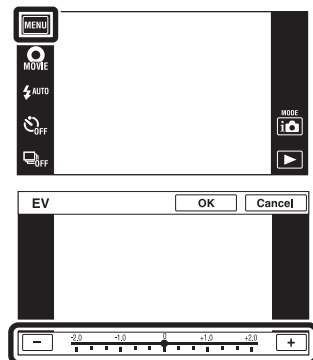 MENU
MOVIE
AUTO
OFF
MODE
OFF
EV OK Cancel
-2.0 -1.0 0 +1.0 +2.0
- +